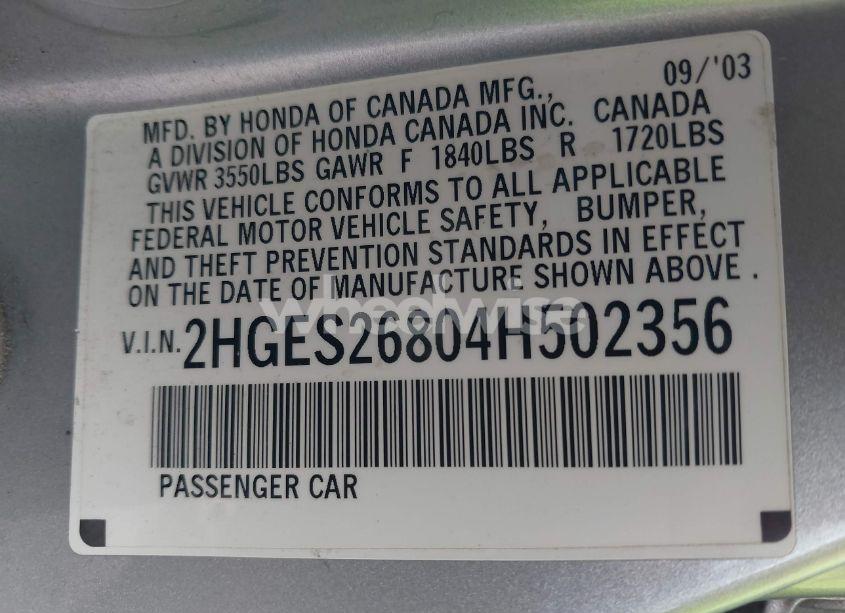 09/'03
MFD. BY HONDA OF CANADA MFG.,
A DIVISION OF HONDA CANADA INC. CANADA
GVWR 3550LBS GAWR F 1840LBS R 1720LBS
THIS VEHICLE CONFORMS TO ALL APPLICABLE
FEDERAL MOTOR VEHICLE SAFETY, BUMPER,
AND THEFT PREVENTION STANDARDS IN EFFECT
ON THE DATE OF MANUFACTURE SHOWN ABOVE.
wheelwise
V.I.N. 2HGES26804H502356
PASSENGER CAR